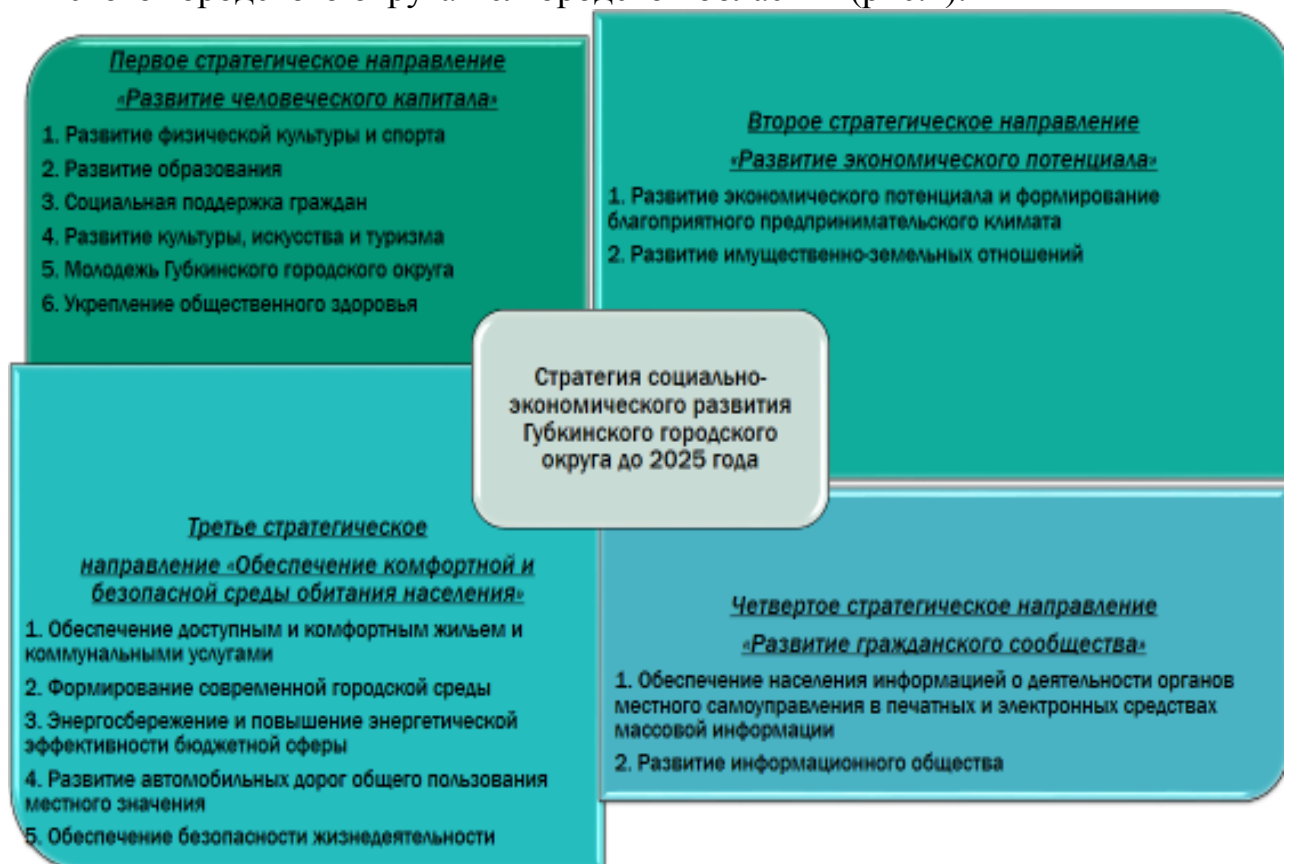 Первое стратегическое направление
«Развитие человеческого капитала»
1. Развитие физической культуры и спорта
2. Развитие образования
3. Социальная поддержка граждан
4. Развитие культуры, искусства и туризма
5. Молодежь Губкинского городского округа
6. Укрепление общественного здоровья
Второе стратегическое направление
«Развитие экономического потенциала»
1. Развитие экономического потенциала и формирование
благоприятного предпринимательского климата
2. Развитие имущественно-земельных отношений
Стратегия социально-
экономического развития
Губкинского городского
округа до 2025 года
Третье стратегическое
направление «Обеспечение комфортной и
безопасной среды обитания населения»
1. Обеспечение доступным и комфортным жильем и
коммунальными услугами
2. Формирование современной городской среды
3. Энергосбережение и повышение энергетической
эффективности бюджетной сферы
4. Развитие автомобильных дорог общего пользования
местного значения
5. Обеспечение безопасности жизнедеятельности
Четвертое стратегическое направление
«Развитие гражданского сообщества»
1. Обеспечение населения информацией о деятельности органов
местного самоуправления в печатных и электронных средствах
массовой информации
2. Развитие информационного общества